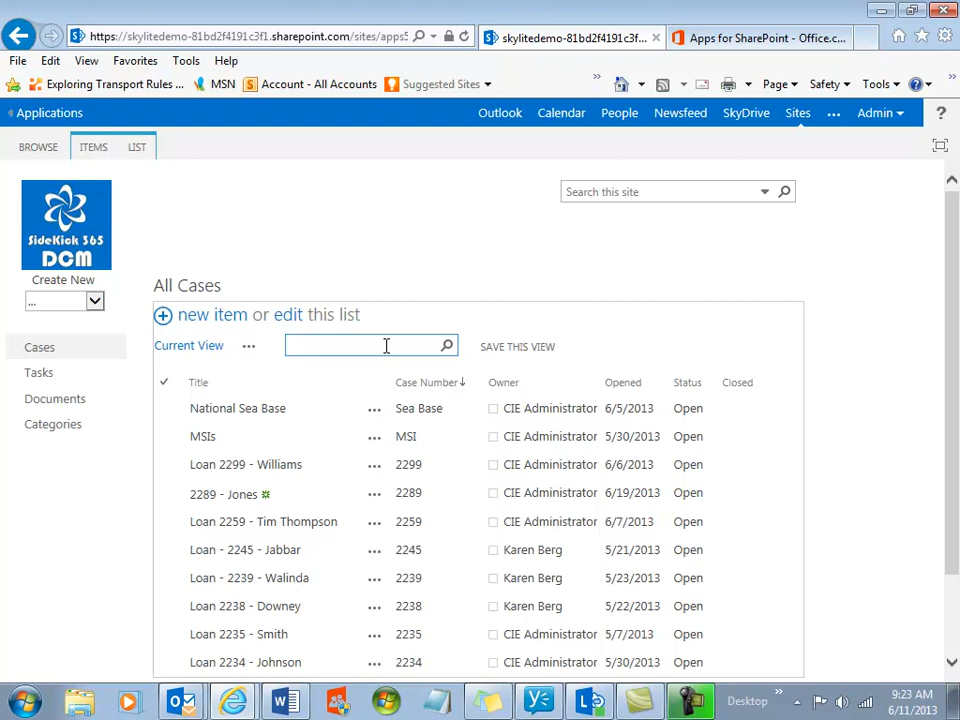 https://skylitedemo-81bd2f4191c3f1.sharepoint.com/sites/apps5
skylitedemo-81bd2f4191c3f...
Apps for SharePoint - Office.c...
File Edit View Favorites Tools Help
Exploring Transport Rules ... MSN Account - All Accounts Suggested Sites
Page Safety Tools
Applications Outlook Calendar People Newsfeed SkyDrive Sites ... Admin ?
BROWSE ITEMS LIST
SideKick 365
DCM
Search this site
Create New
...
All Cases
new item or edit this list
Current View ... SAVE THIS VIEW
Cases
Tasks
Documents
Categories
Title Case Number Owner Opened Status Closed
National Sea Base ... Sea Base CIE Administrator 6/5/2013 Open
MSIs ... MSI CIE Administrator 5/30/2013 Open
Loan 2299 - Williams ... 2299 CIE Administrator 6/6/2013 Open
2289 - Jones ... 2289 CIE Administrator 6/19/2013 Open
Loan 2259 - Tim Thompson ... 2259 CIE Administrator 6/7/2013 Open
Loan - 2245 - Jabbar ... 2245 Karen Berg 5/21/2013 Open
Loan - 2239 - Walinda ... 2239 Karen Berg 5/23/2013 Open
Loan 2238 - Downey ... 2238 Karen Berg 5/22/2013 Open
Loan 2235 - Smith ... 2235 CIE Administrator 5/7/2013 Open
Loan 2234 - Johnson ... 2234 CIE Administrator 5/30/2013 Open
Desktop
9:23 AM
6/11/2013